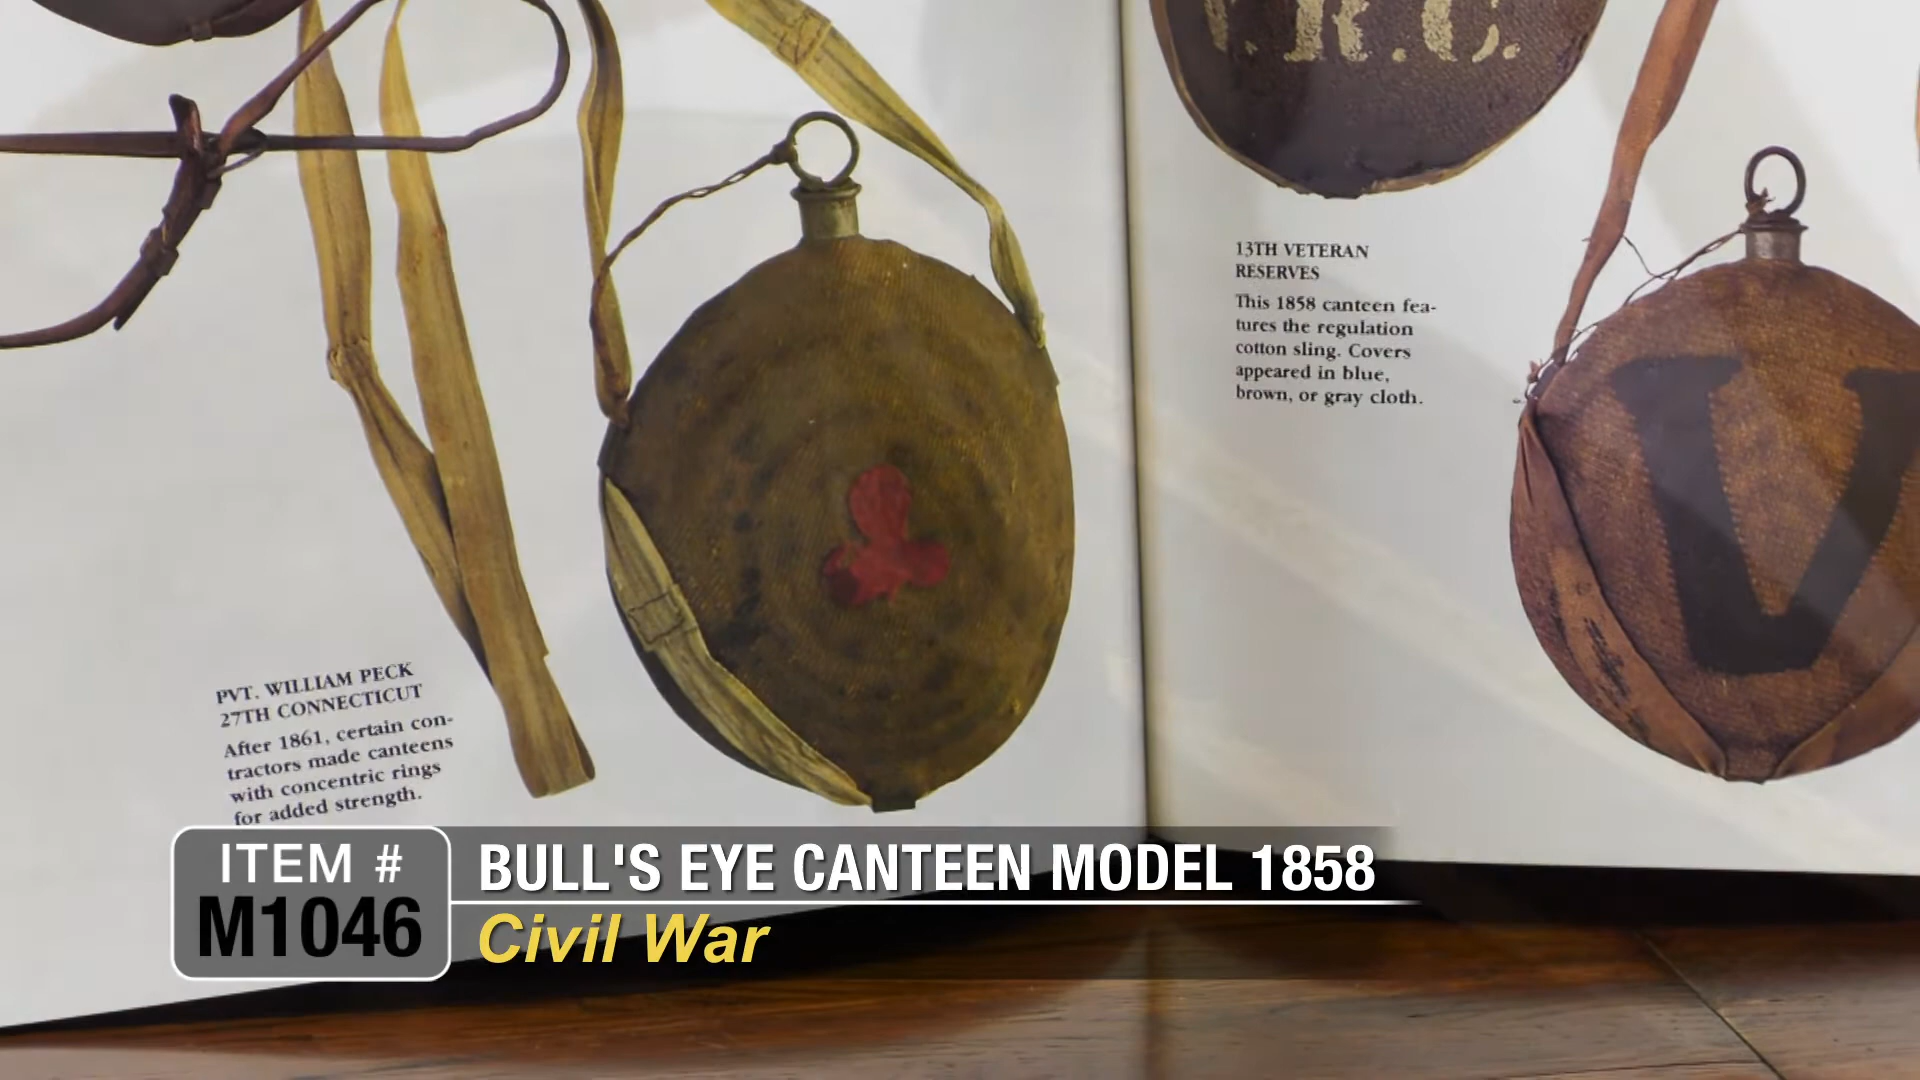 V.R.C.
13TH VETERAN
RESERVES
This 1858 canteen fea-
tures the regulation
cotton sling. Covers
appeared in blue,
brown, or gray cloth.
V
PVT. WILLIAM PECK
27TH CONNECTICUT
After 1861, certain con-
tractors made canteens
with concentric rings
for added strength.
ITEM #
M1046
BULL'S EYE CANTEEN MODEL 1858
Civil War